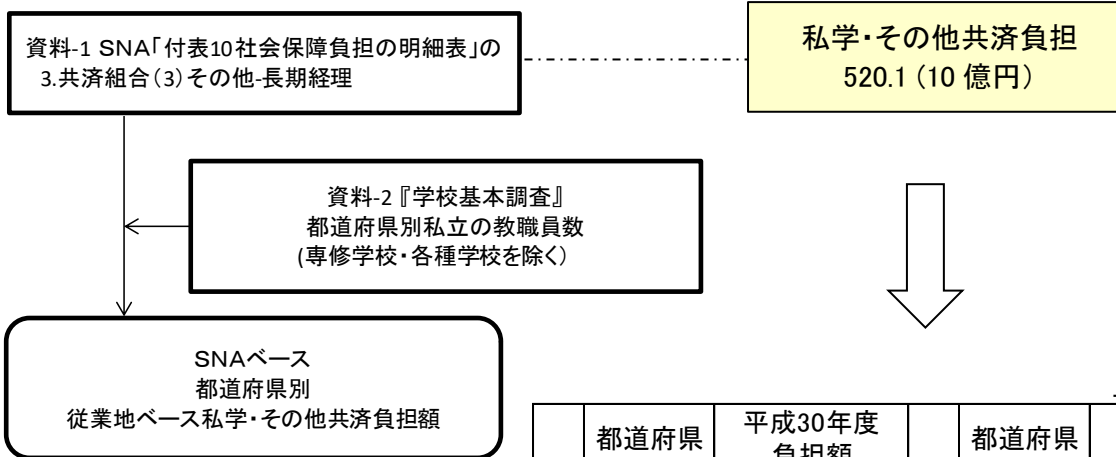 資料-1 SNA「付表10社会保障負担の明細表」の
3.共済組合(3)その他-長期経理
私学・その他共済負担
520.1(10 億円)
資料-2『学校基本調査』
都道府県別私立の教職員数
(専修学校・各種学校を除く)
SNAベース
都道府県別
従業地ベース私学・その他共済負担額
都道府県
平成30年度
負担額
都道府県